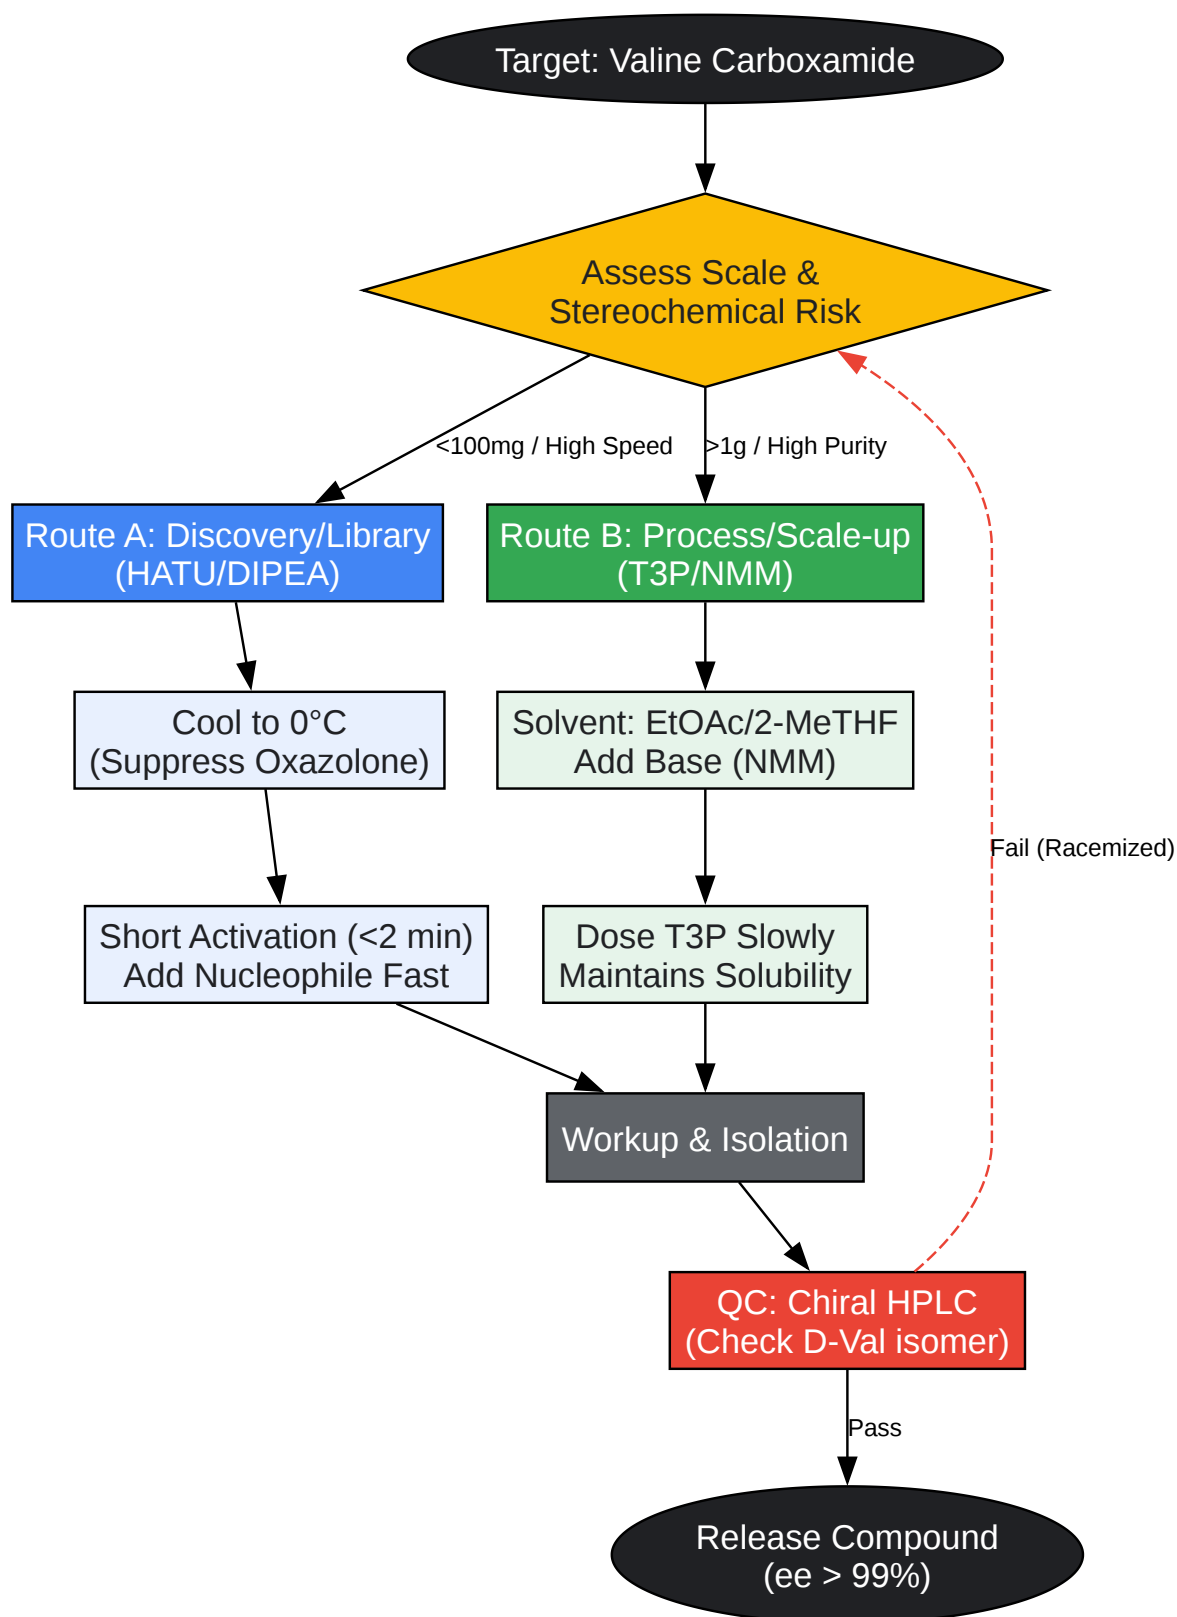 Target: Valine Carboxamide
Assess Scale &
Stereochemical Risk
<100mg / High Speed
>1g / High Purity
Route A: Discovery/Library
(HATU/DIPEA)
Route B: Process/Scale-up
(T3P/NMM)
Cool to 0°C
(Suppress Oxazolone)
Solvent: EtOAc/2-MeTHF
Add Base (NMM)
Fail (Racemized)
Short Activation (<2 min)
Add Nucleophile Fast
Dose T3P Slowly
Maintains Solubility
Workup & Isolation
QC: Chiral HPLC
(Check D-Val isomer)
Pass
Release Compound
(ee > 99%)